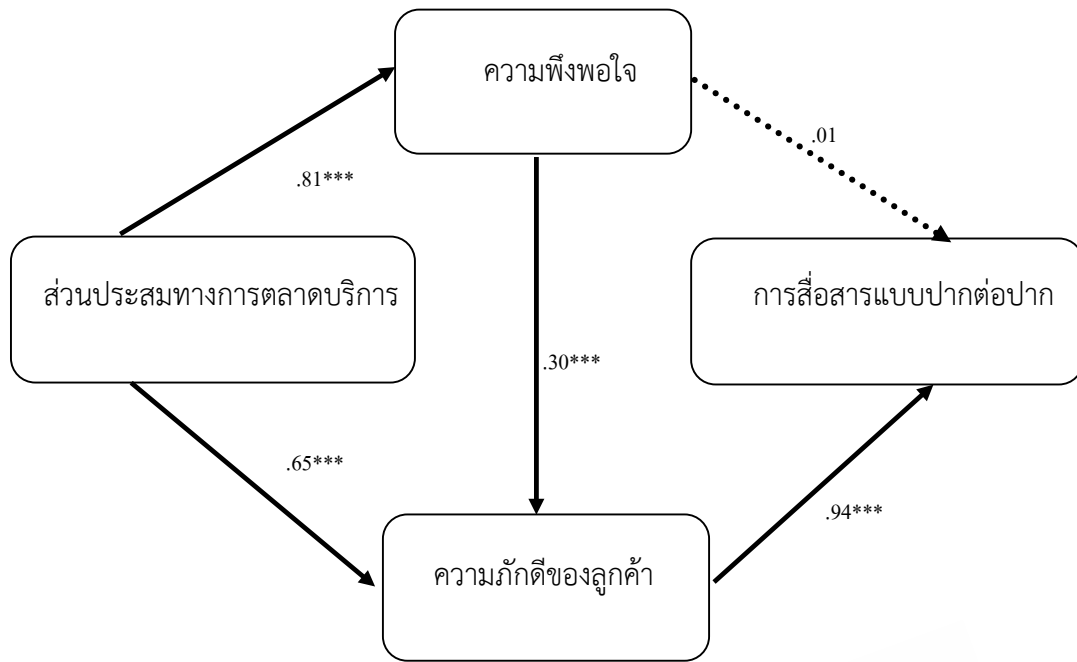 ความพึงพอใจ
.01
.81***
ส่วนประสมทางการตลาดบริการ
การสื่อสารแบบปากต่อปาก
.30***
.65***
.94***
ความภักดีของลูกค้า